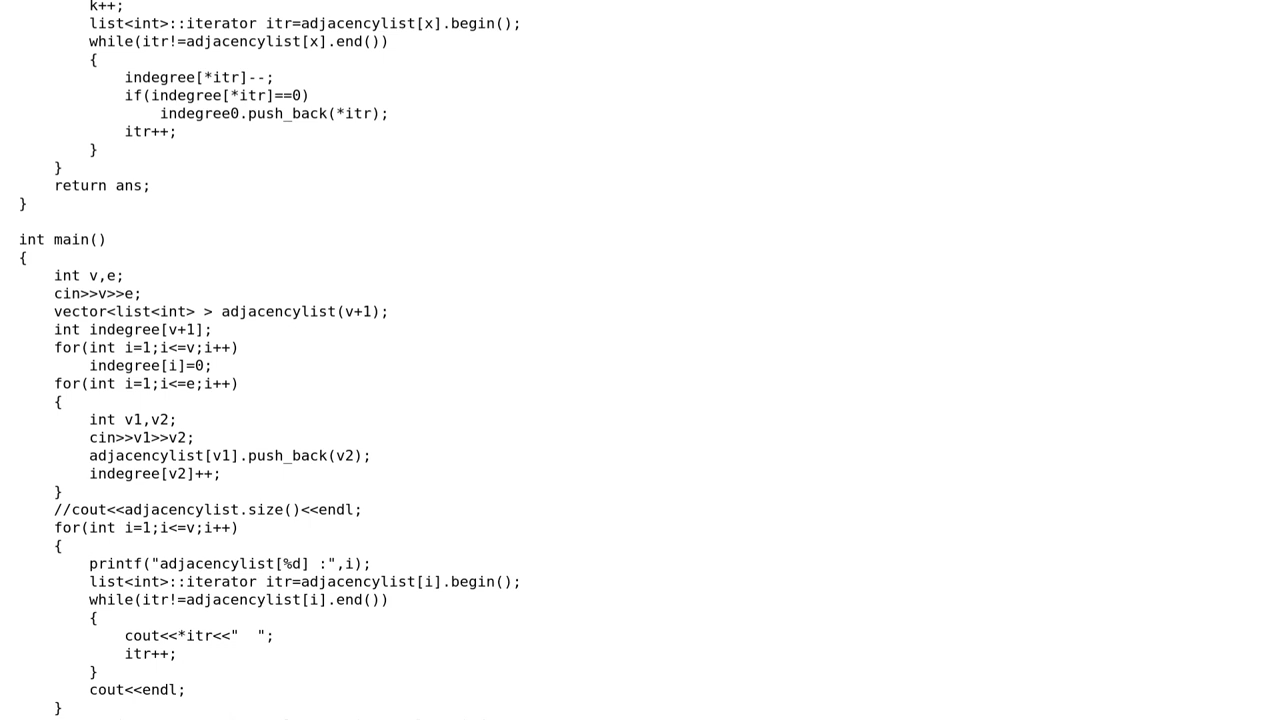 k++;
        list<int>::iterator itr=adjacencylist[x].begin();
        while(itr!=adjacencylist[x].end())
        {
            indegree[*itr]--;
            if(indegree[*itr]==0)
                indegree0.push_back(*itr);
            itr++;
        }
    }
    return ans;
}

int main()
{
    int v,e;
    cin>>v>>e;
    vector<list<int> > adjacencylist(v+1);
    int indegree[v+1];
    for(int i=1;i<=v;i++)
        indegree[i]=0;
    for(int i=1;i<=e;i++)
    {
        int v1,v2;
        cin>>v1>>v2;
        adjacencylist[v1].push_back(v2);
        indegree[v2]++;
    }
    //cout<<adjacencylist.size()<<endl;
    for(int i=1;i<=v;i++)
    {
        printf("adjacencylist[%d] :",i);
        list<int>::iterator itr=adjacencylist[i].begin();
        while(itr!=adjacencylist[i].end())
        {
            cout<<*itr<<"  ";
            itr++;
        }
        cout<<endl;
    }